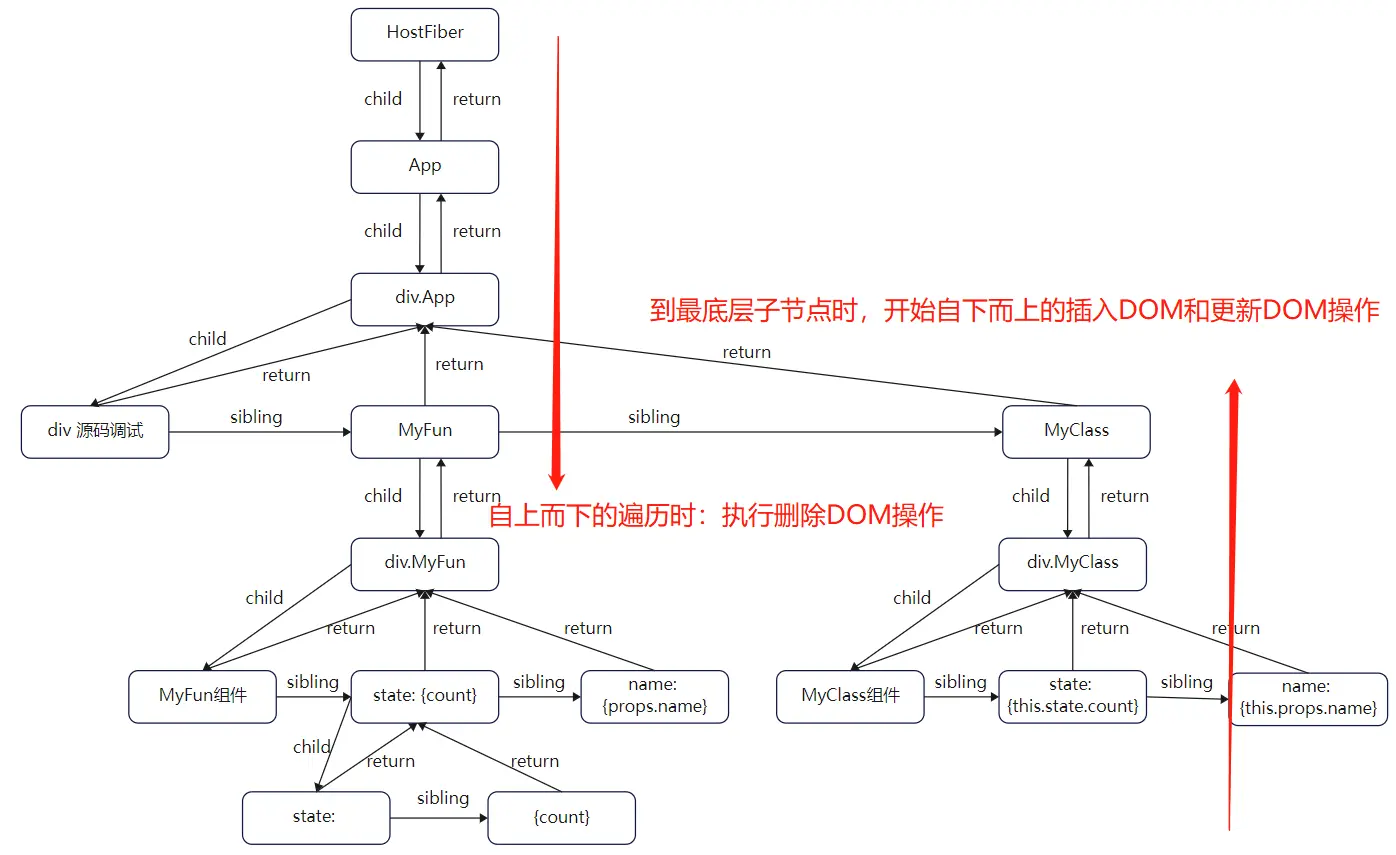 HostFiber
child
return
App
child
return
div.App
到最底层子节点时，开始自下而上的插入DOM和更新DOM操作
child
return
return
return
div 源码调试
sibling
MyFun
sibling
MyClass
child
return
child
return
自上而下的遍历时：执行删除DOM操作
div.MyFun
div.MyClass
child
return
return
return
child
return
return
return
MyFun组件
sibling
state: {count}
sibling
name:
{props.name}
MyClass组件
sibling
state:
{this.state.count}
sibling
name:
{this.props.name}
child
return
return
state:
sibling
{count}